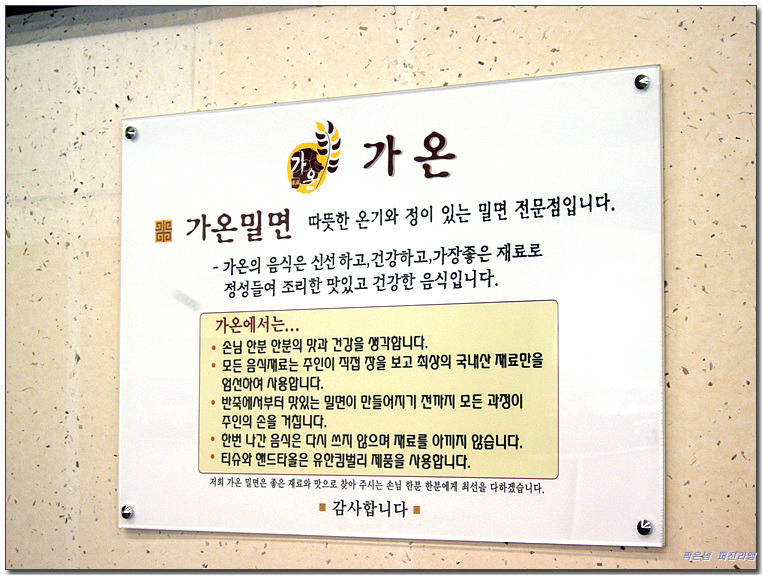 가온
가온
가온밀면 따뜻한 온기와 정이 있는 밀면 전문점입니다.
- 가온의 음식은 신선하고,건강하고,가장좋은 재료로
정성들여 조리한 맛있고 건강한 음식입니다.
가온에서는...
• 손님 안분 안분의 맛과 건강을 생각합니다.
• 모든 음식재료는 주인이 직접 장을 보고 최상의 국내산 재료만을
엄선하여 사용합니다.
• 반죽에서부터 맛있는 밀면이 만들어지기 전까지 모든 과정이
주인의 손을 거칩니다.
• 한번 나간 음식은 다시 쓰지 않으며 재료를 아끼지 않습니다.
• 티슈와 핸드타올은 유한킴벌리 제품을 사용합니다.
저희 가온 밀면은 좋은 재료와 맛으로 찾아 주시는 손님 한분 한분에게 최선을 다하겠습니다.
감사합니다